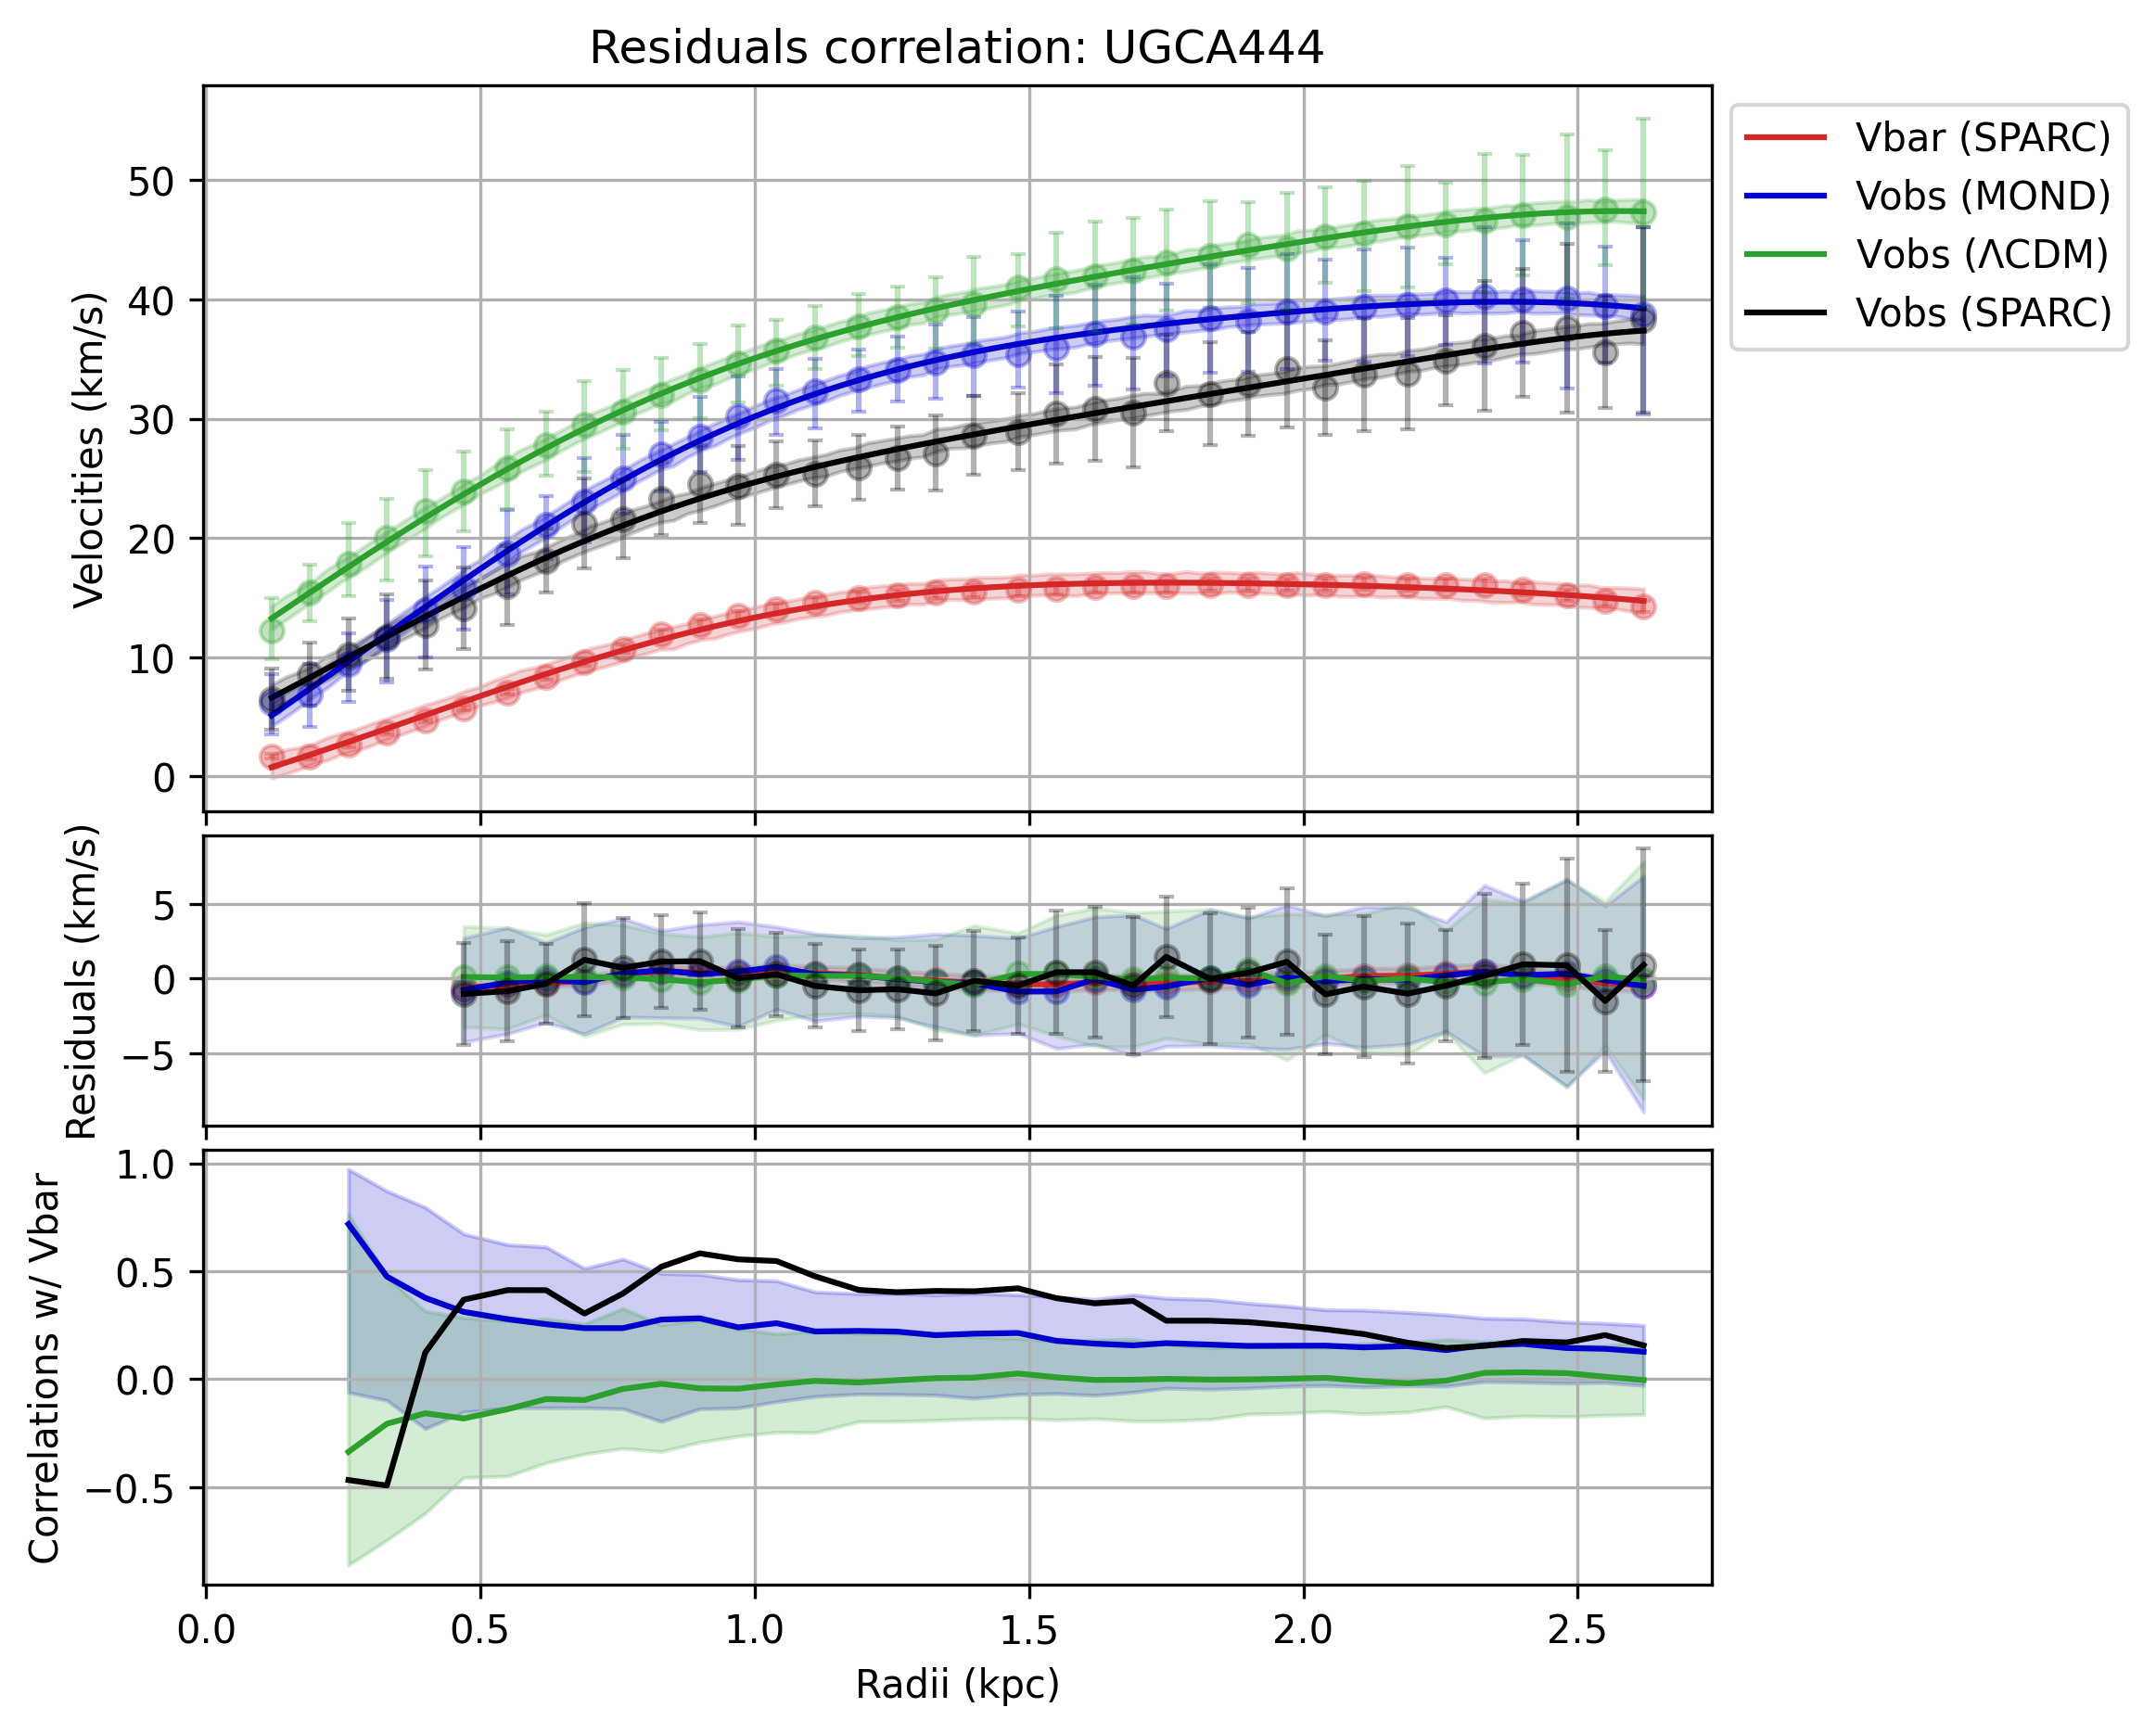 Residuals correlation: UGCA444
Vbar (SPARC)
Vobs (MOND)
Vobs (ΛCDM)
Vobs (SPARC)
Velocities (km/s)
50
40
30
20
10
0
Residuals (km/s)
5
0
−5
Correlations w/ Vbar
1.0
0.5
0.0
−0.5
0.0
0.5
1.0
1.5
2.0
2.5
Radii (kpc)